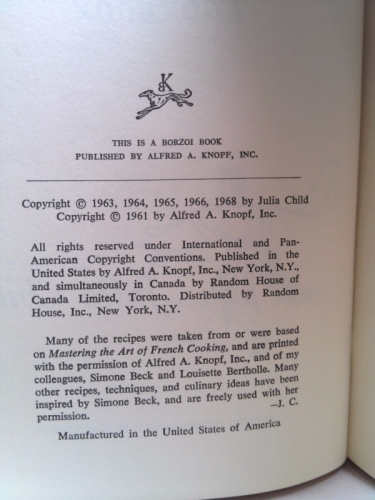 BK
THIS IS A BORZOI BOOK
PUBLISHED BY ALFRED A. KNOPF, INC.
Copyright © 1963, 1964, 1965, 1966, 1968 by Julia Child
Copyright © 1961 by Alfred A. Knopf, Inc.
All rights reserved under International and Pan-
American Copyright Conventions. Published in the
United States by Alfred A. Knopf, Inc., New York, N.Y.,
and simultaneously in Canada by Random House of
Canada Limited, Toronto. Distributed by Random
House, Inc., New York, N.Y.
Many of the recipes were taken from or were based
on Mastering the Art of French Cooking, and are printed
with the permission of Alfred A. Knopf, Inc., and of my
colleagues, Simone Beck and Louisette Bertholle. Many
other recipes, techniques, and culinary ideas have been
inspired by Simone Beck, and are freely used with her
permission. —J. C.
Manufactured in the United States of America